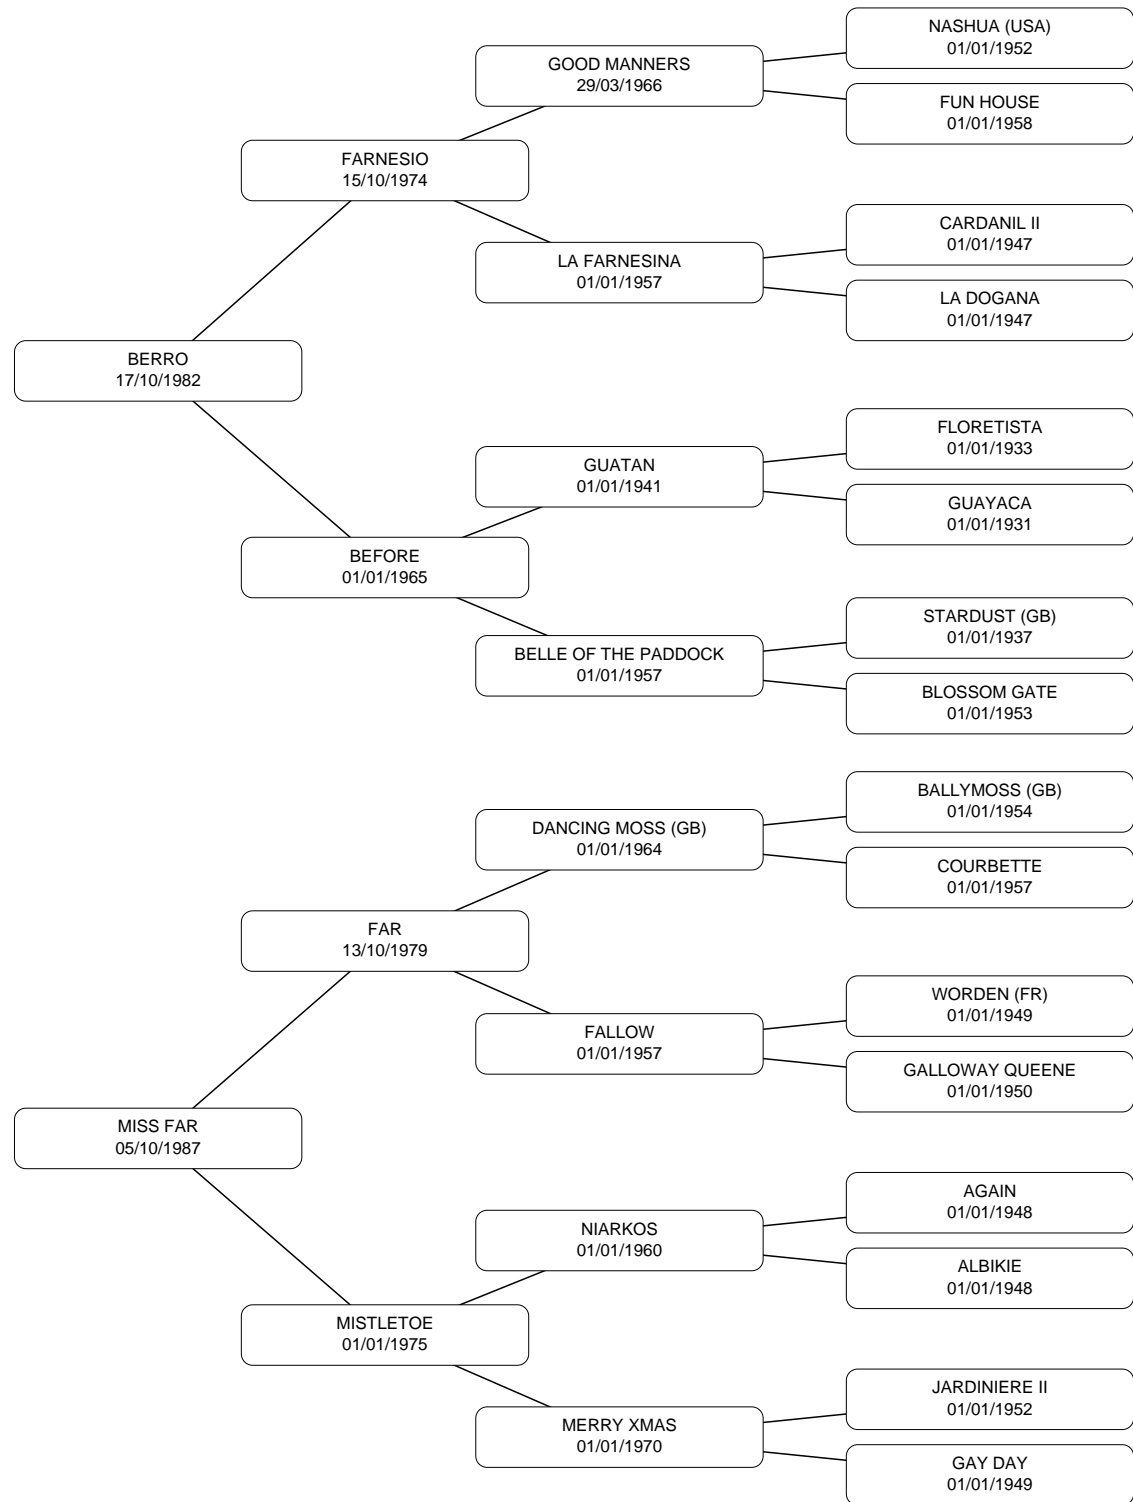 NASHUA (USA)
01/01/1952
GOOD MANNERS
29/03/1966
FUN HOUSE
01/01/1958
FARNESIO
15/10/1974
CARDANIL II
01/01/1947
LA FARNESINA
01/01/1957
LA DOGANA
01/01/1947
BERRO
17/10/1982
FLORETISTA
01/01/1933
GUATAN
01/01/1941
GUAYACA
01/01/1931
BEFORE
01/01/1965
STARDUST (GB)
01/01/1937
BELLE OF THE PADDOCK
01/01/1957
BLOSSOM GATE
01/01/1953
BALLYMOSS (GB)
01/01/1954
DANCING MOSS (GB)
01/01/1964
COURBETTE
01/01/1957
FAR
13/10/1979
WORDEN (FR)
01/01/1949
FALLOW
01/01/1957
GALLOWAY QUEENE
01/01/1950
MISS FAR
05/10/1987
AGAIN
01/01/1948
NIARKOS
01/01/1960
ALBIKIE
01/01/1948
MISTLETOE
01/01/1975
JARDINIERE II
01/01/1952
MERRY XMAS
01/01/1970
GAY DAY
01/01/1949